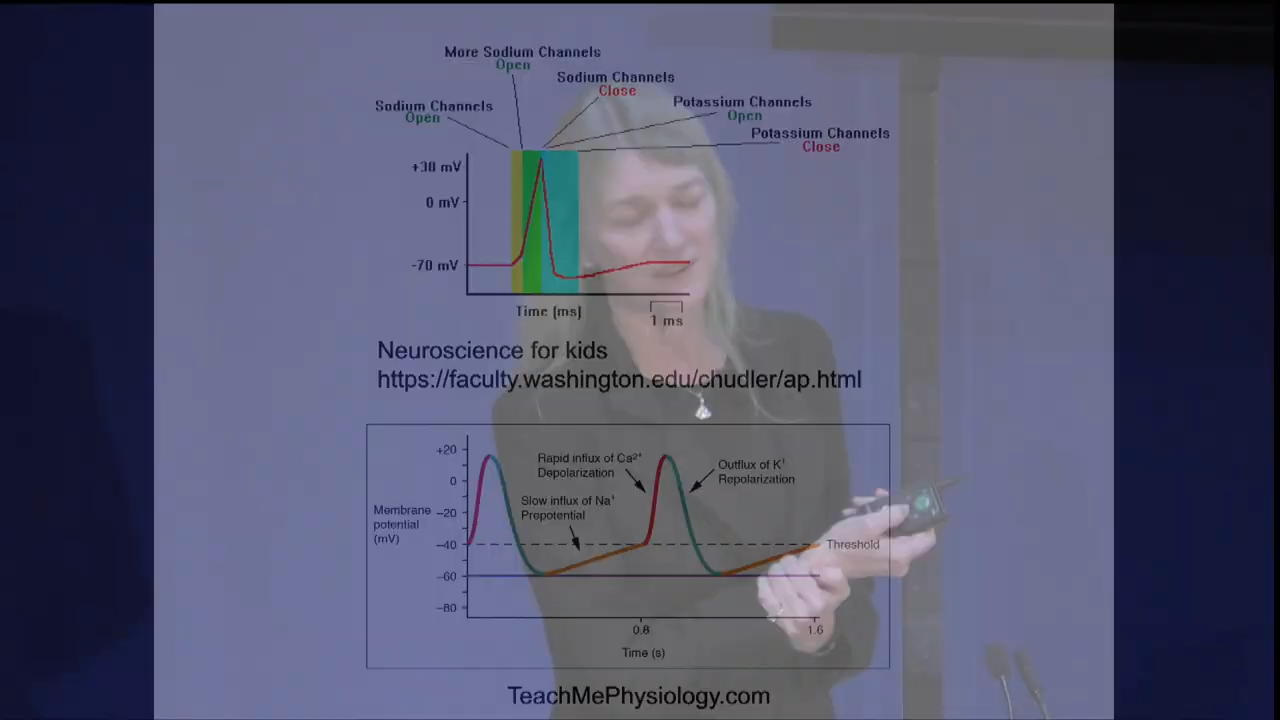 More Sodium Channels
Open
Sodium Channels
Close
Sodium Channels
Open
Potassium Channels
Open
Potassium Channels
Close
+30 mV
0 mV
-70 mV
Time (ms)
1 ms
Neuroscience for kids
https://faculty.washington.edu/chudler/ap.html
+20
0
–20
–40
–60
–80
Membrane
potential
(mV)
Rapid influx of Ca²⁺
Depolarization
Outflux of K⁺
Repolarization
Slow influx of Na⁺
Prepotential
Threshold
0.8
1.6
Time (s)
TeachMePhysiology.com